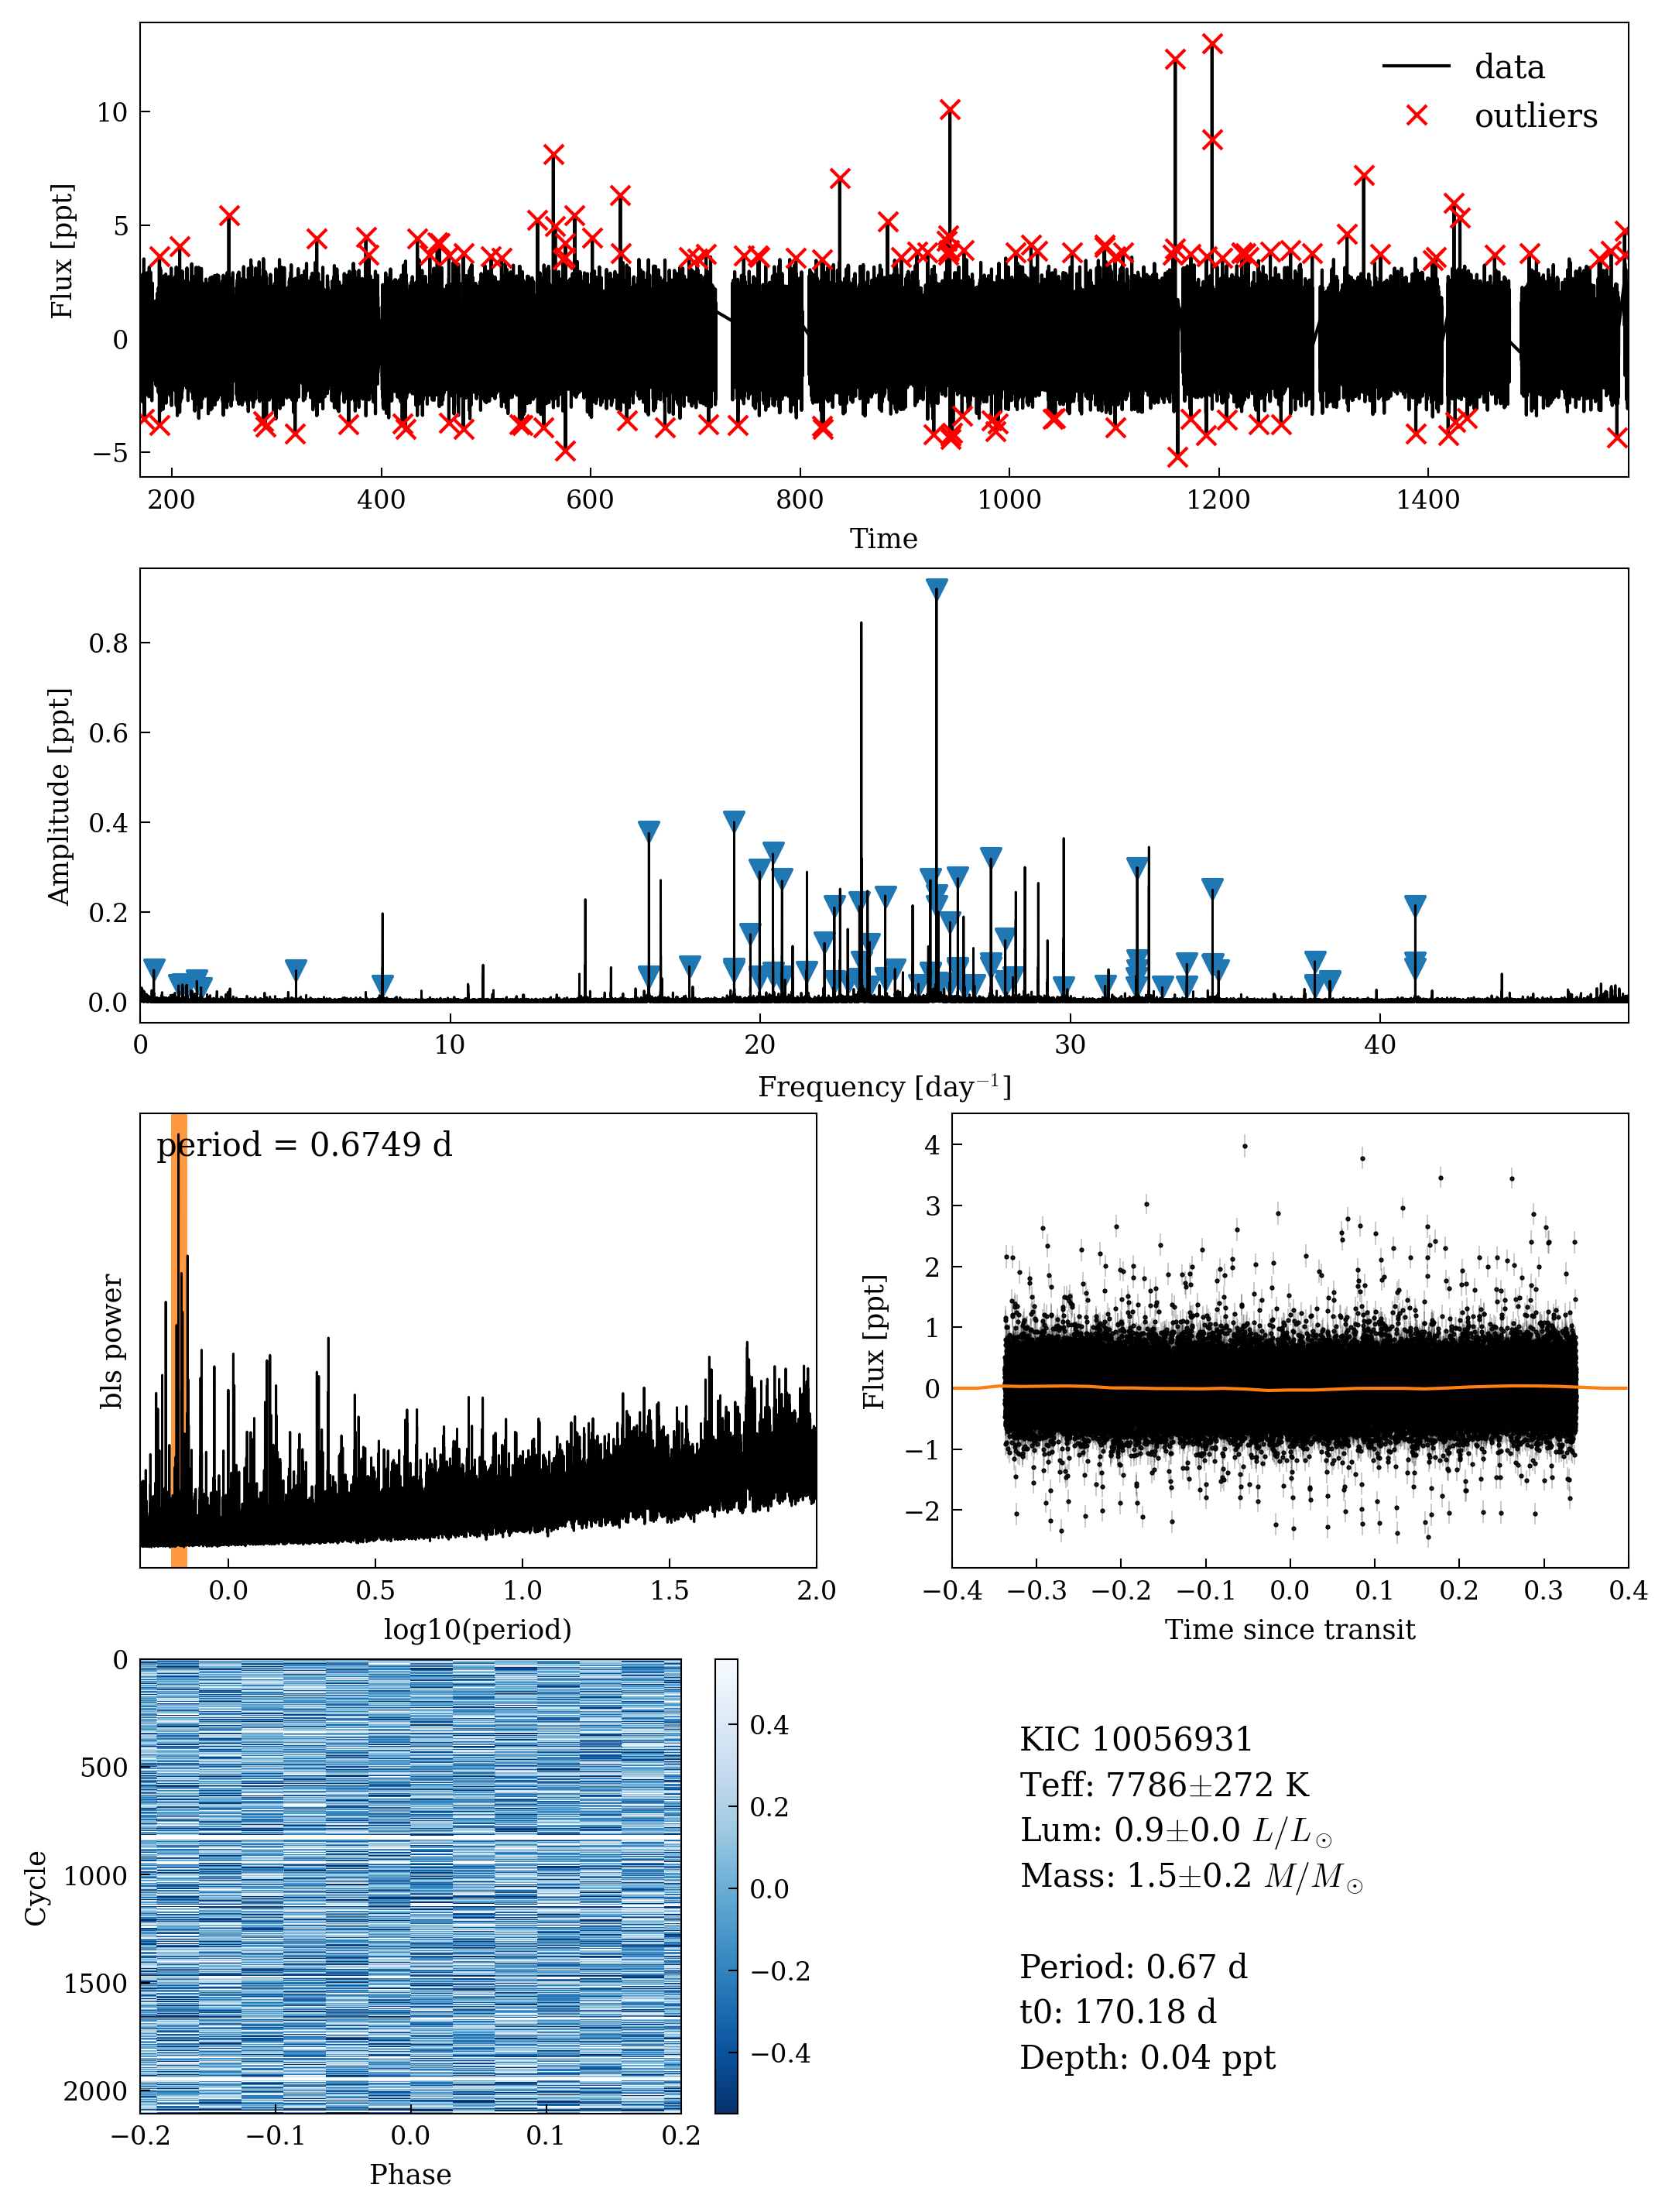 data
outliers
10
5
0
−5
Flux [ppt]
200 400 600 800 1000 1200 1400
Time
0.8
0.6
0.4
0.2
0.0
Amplitude [ppt]
0 10 20 30 40
Frequency [day⁻¹]
period = 0.6749 d
bls power
0.0 0.5 1.0 1.5 2.0
log10(period)
4
3
2
1
0
−1
−2
Flux [ppt]
−0.4 −0.3 −0.2 −0.1 0.0 0.1 0.2 0.3 0.4
Time since transit
0
500
1000
1500
2000
Cycle
−0.2 −0.1 0.0 0.1 0.2
Phase
0.4
0.2
0.0
−0.2
−0.4
KIC 10056931
Teff: 7786±272 K
Lum: 0.9±0.0 L/L☉
Mass: 1.5±0.2 M/M☉
Period: 0.67 d
t0: 170.18 d
Depth: 0.04 ppt